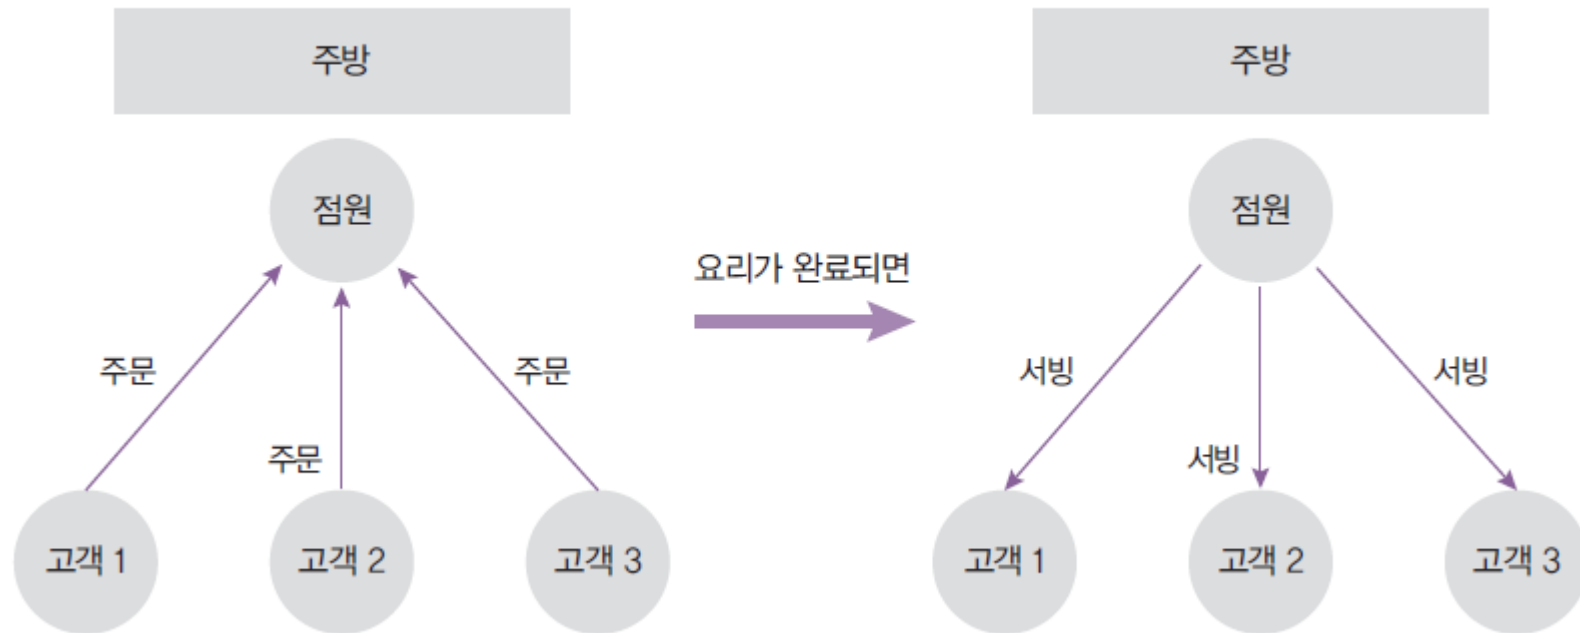 주방
점원
주문
주문
주문
고객 1
고객 2
고객 3
요리가 완료되면
주방
점원
서빙
서빙
서빙
고객 1
고객 2
고객 3